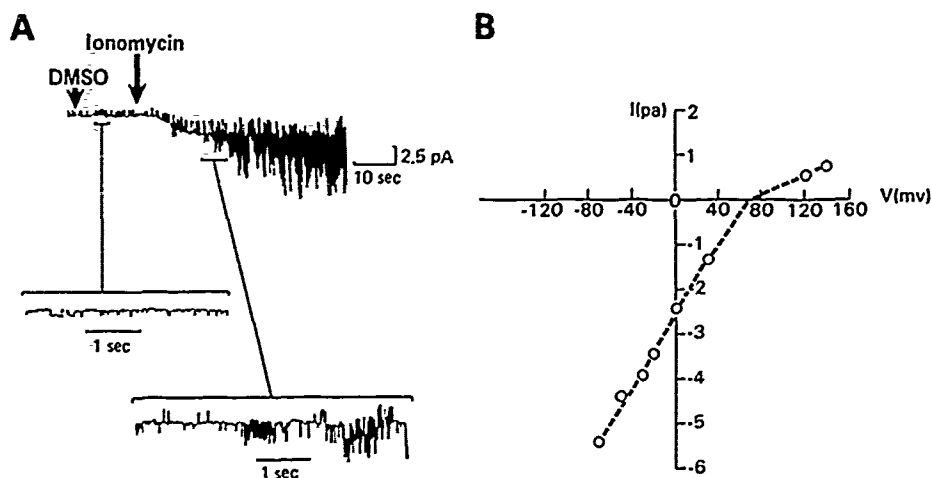 A
Ionomycin
DMSO
2.5 pA
10 sec
1 sec
1 sec
B
I(pa)
2
1
V(mv)
-120 -80 -40 0 40 80 120 160
-1
-2
-3
-4
-5
-6